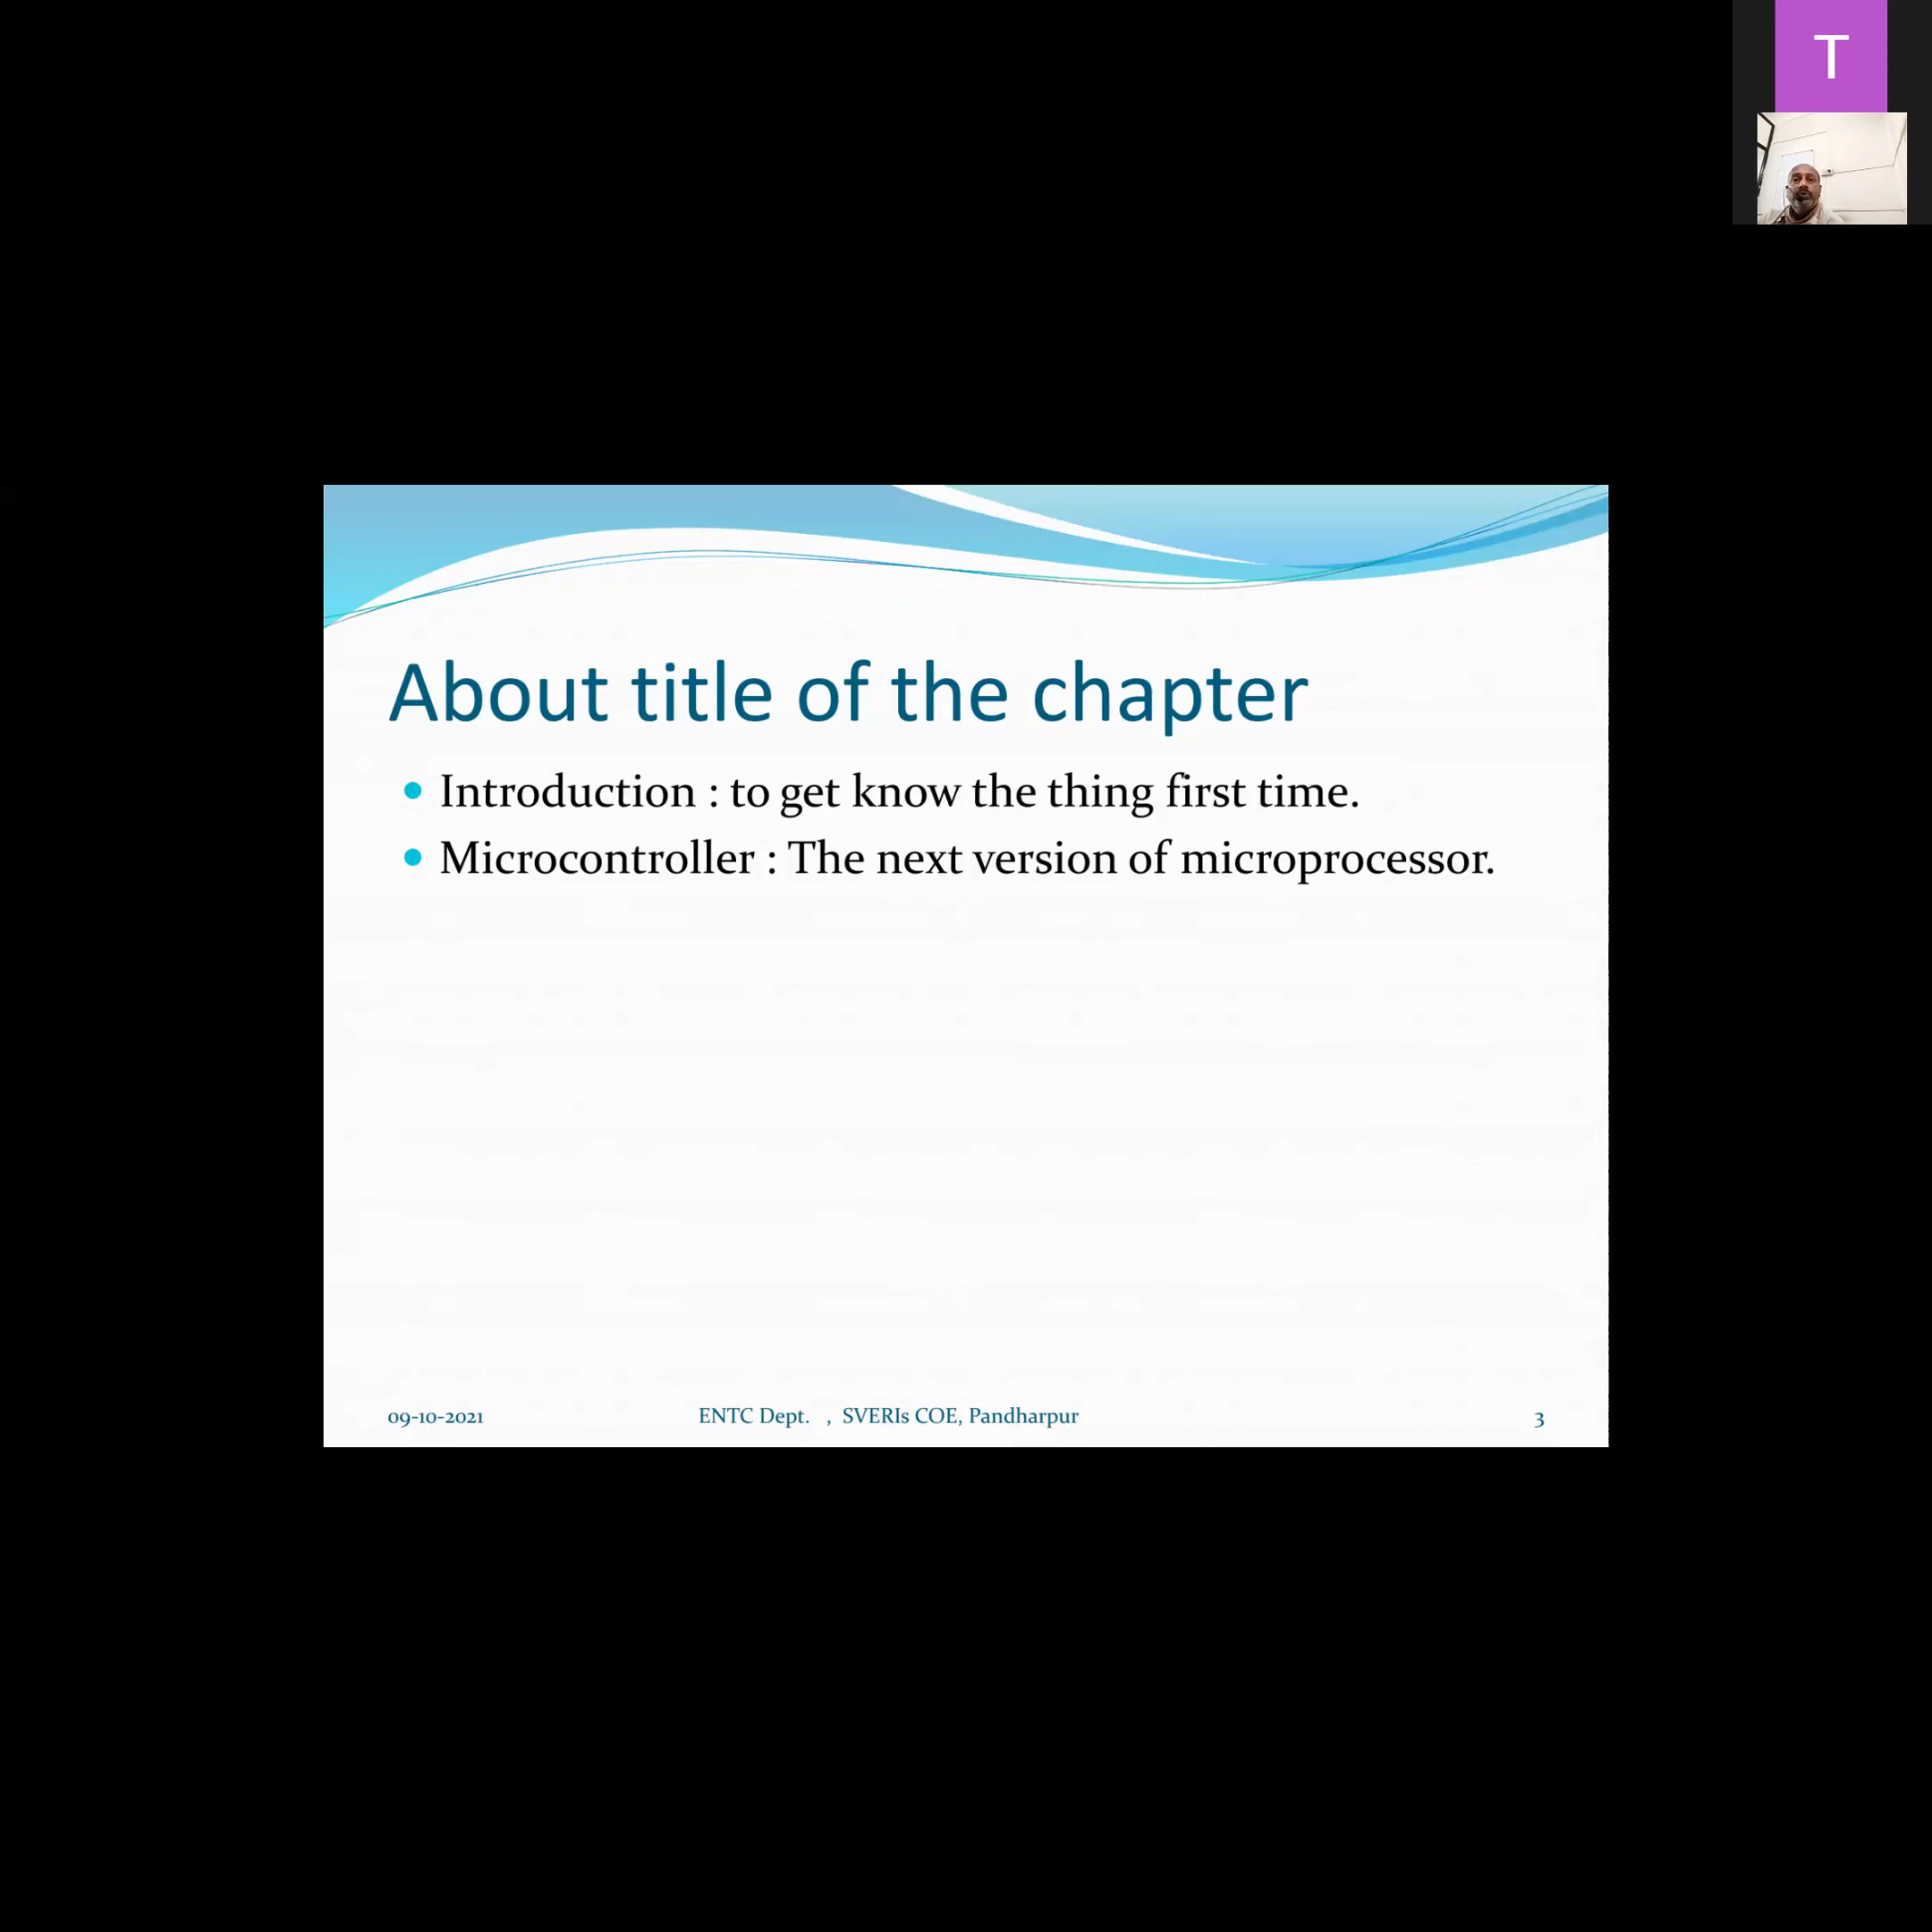 T
About title of the chapter
Introduction : to get know the thing first time.
Microcontroller : The next version of microprocessor.
09-10-2021 ENTC Dept. , SVERIs COE, Pandharpur 3